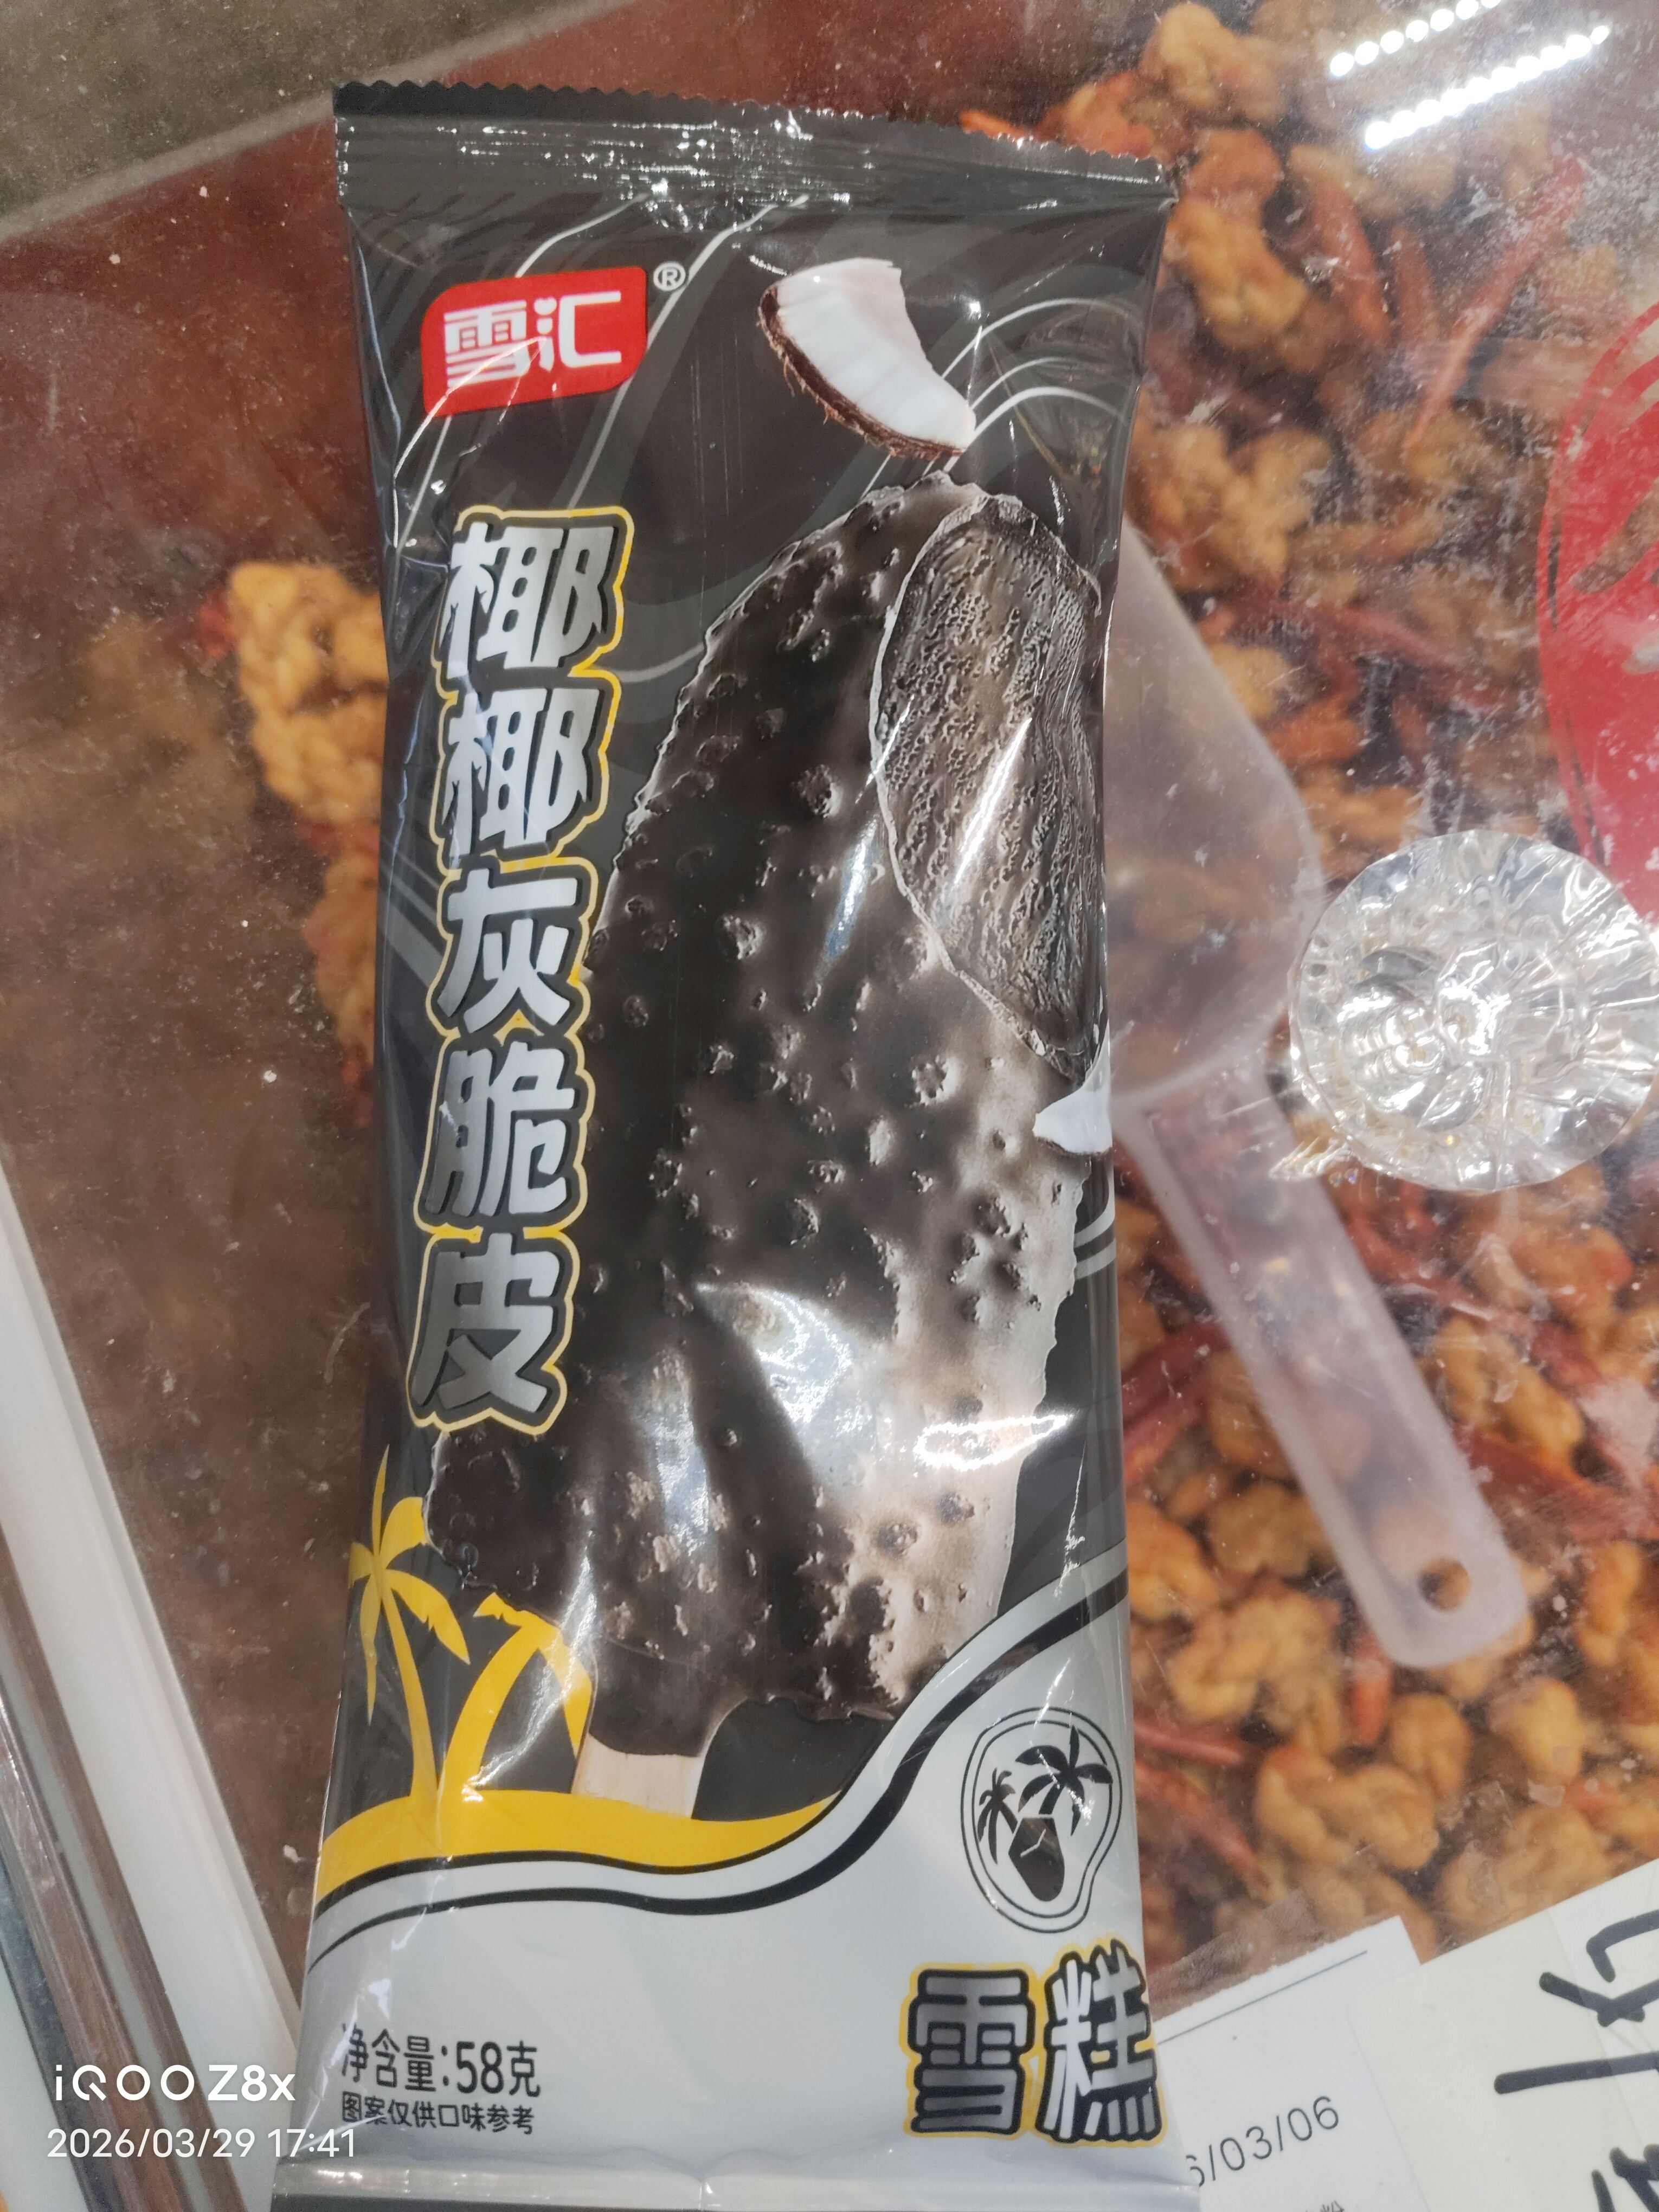 雪汇®
椰椰灰脆皮
雪糕
净含量:58克
图案仅供口味参考
6/03/06
iQOO Z8x
2026/03/29 17:41